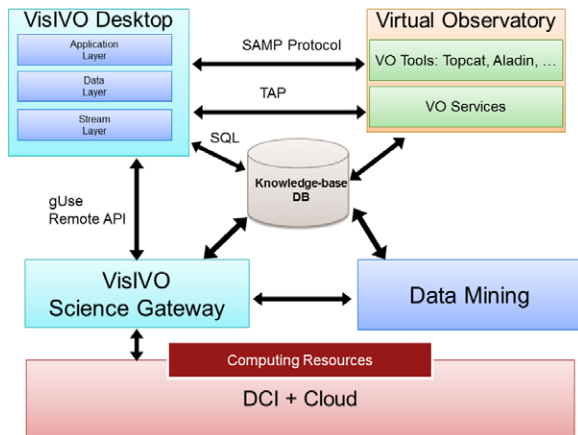 VisIVO Desktop
Application
Layer
Data
Layer
Stream
Layer
SAMP Protocol
TAP
SQL
Virtual Observatory
VO Tools: Topcat, Aladin, …
VO Services
Knowledge-base
DB
gUse
Remote API
VisIVO
Science Gateway
Data Mining
Computing Resources
DCI + Cloud